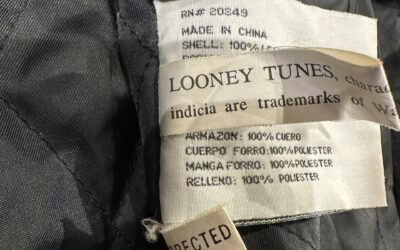 RN# 20849
MADE IN CHINA
SHELL: 100%
LOONEY TUNES,
indicia are trademarks of
ARMAZON: 100% CUERO
CUERPO FORRO: 100% POLIESTER
MANGA FORRO: 100% POLIESTER
RELLENO: 100% POLIESTER